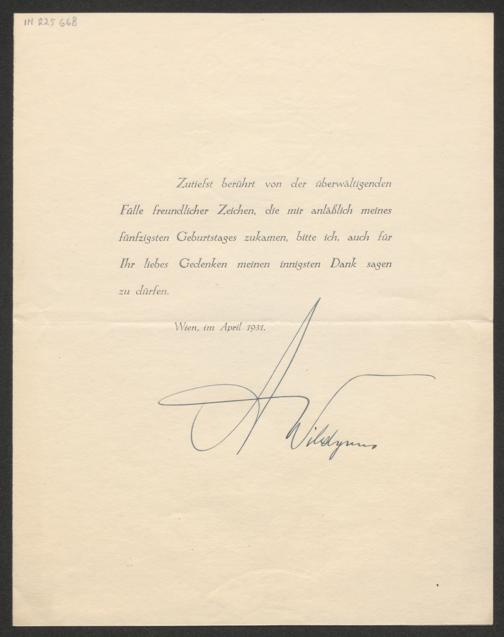 IN 225 668
Zutiefst berührt von der überwältigenden
Fülle freundlicher Zeichen, die mir anläßlich meines
fünfzigsten Geburtstages zukamen, bitte ich, auch für
Ihr liebes Gedenken meinen innigsten Dank sagen
zu dürfen.
Wien, im April 1931.
A Wildgans